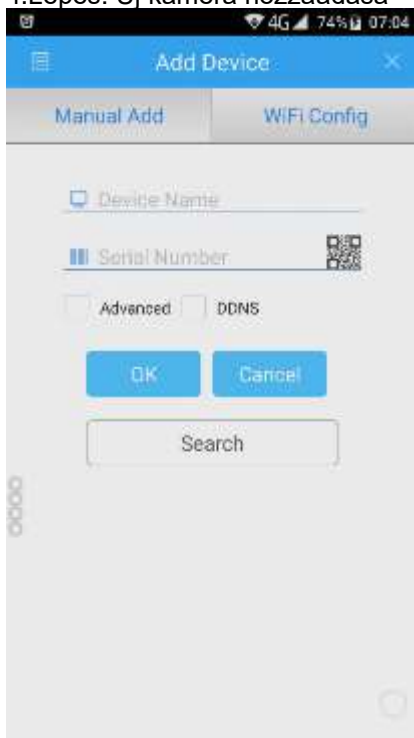 4G 74% 07:04
Add Device
Manual Add WiFi Config
Device Name
Serial Number
Advanced DDNS
OK Cancel
Search